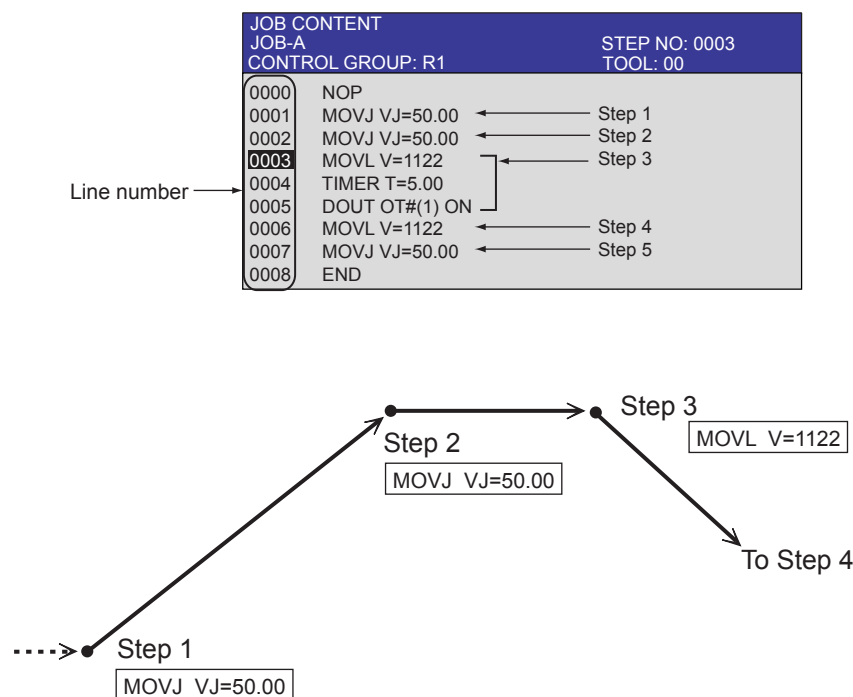 JOB CONTENT
JOB-A STEP NO: 0003
CONTROL GROUP: R1 TOOL: 00
0000 NOP
0001 MOVJ VJ=50.00 Step 1
0002 MOVJ VJ=50.00 Step 2
0003 MOVL V=1122 Step 3
Line number
0004 TIMER T=5.00
0005 DOUT OT#(1) ON
0006 MOVL V=1122 Step 4
0007 MOVJ VJ=50.00 Step 5
0008 END
Step 3
MOVL V=1122
Step 2
MOVJ VJ=50.00
To Step 4
Step 1
MOVJ VJ=50.00